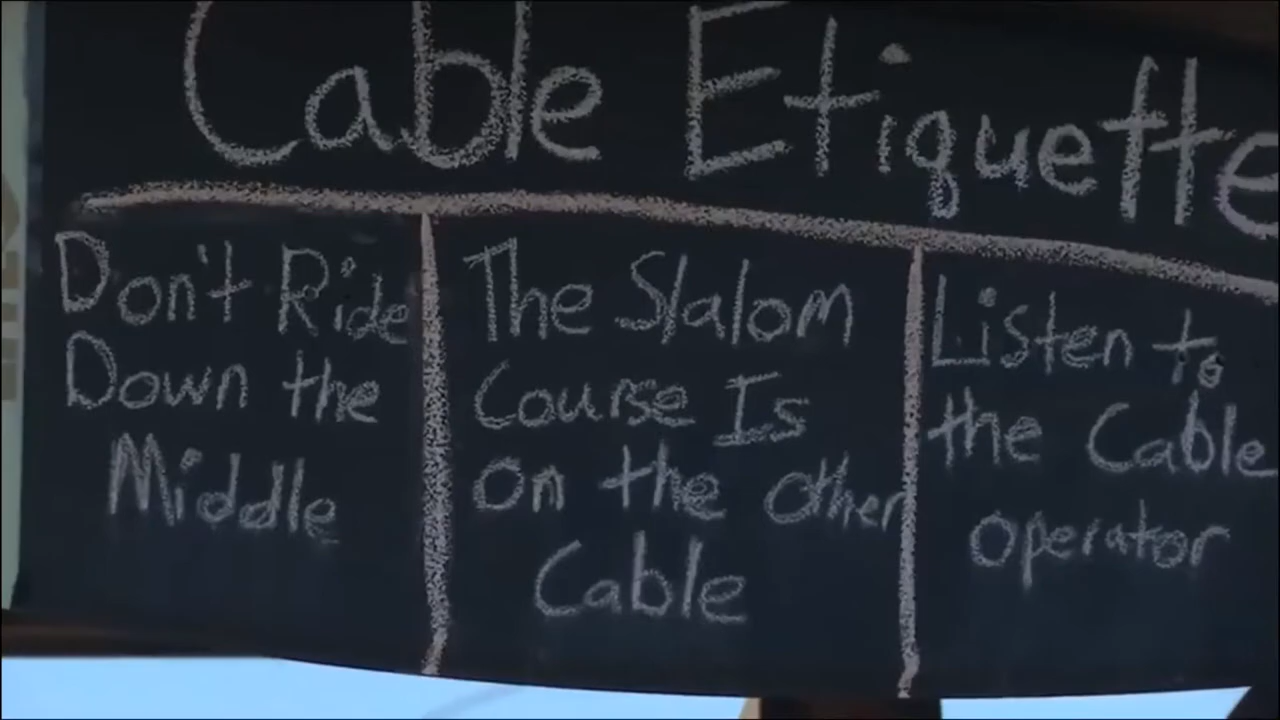 Cable Etiquette
Don't Ride
Down the
Middle
The Slalom
Course Is
on the other
Cable
Listen to
the Cable
operator